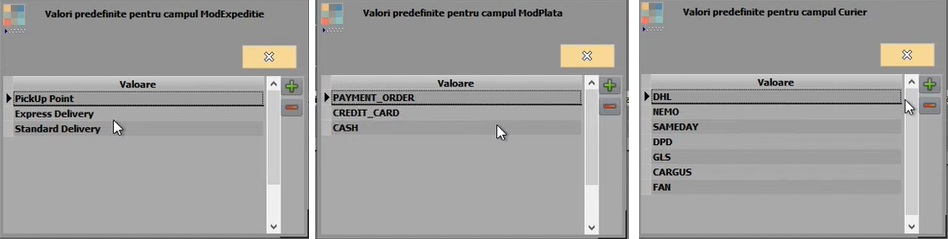 Valori predefinite pentru campul ModExpeditie
Valoare
PickUp Point
Express Delivery
Standard Delivery
Valori predefinite pentru campul ModPlata
Valoare
PAYMENT_ORDER
CREDIT_CARD
CASH
Valori predefinite pentru campul Curier
Valoare
DHL
NEMO
SAMEDAY
DPD
GLS
CARGUS
FAN